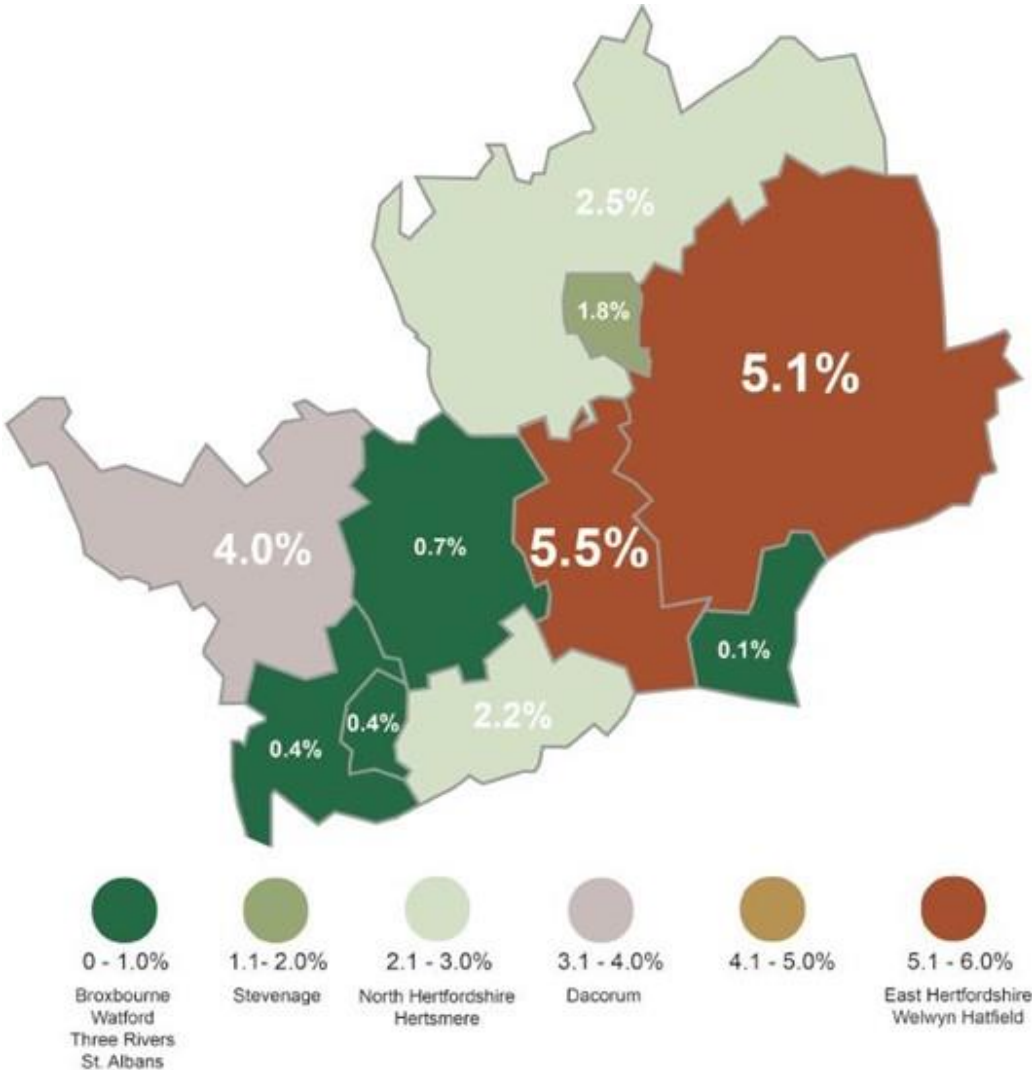 2.5%
1.8%
5.1%
4.0%
0.7%
5.5%
0.1%
0.4%
2.2%
0.4%
0 - 1.0%
1.1- 2.0%
2.1 - 3.0%
3.1 - 4.0%
4.1 - 5.0%
5.1 - 6.0%
Broxbourne
Watford
Three Rivers
St. Albans
Stevenage
North Hertfordshire
Hertsmere
Dacorum
East Hertfordshire
Welwyn Hatfield